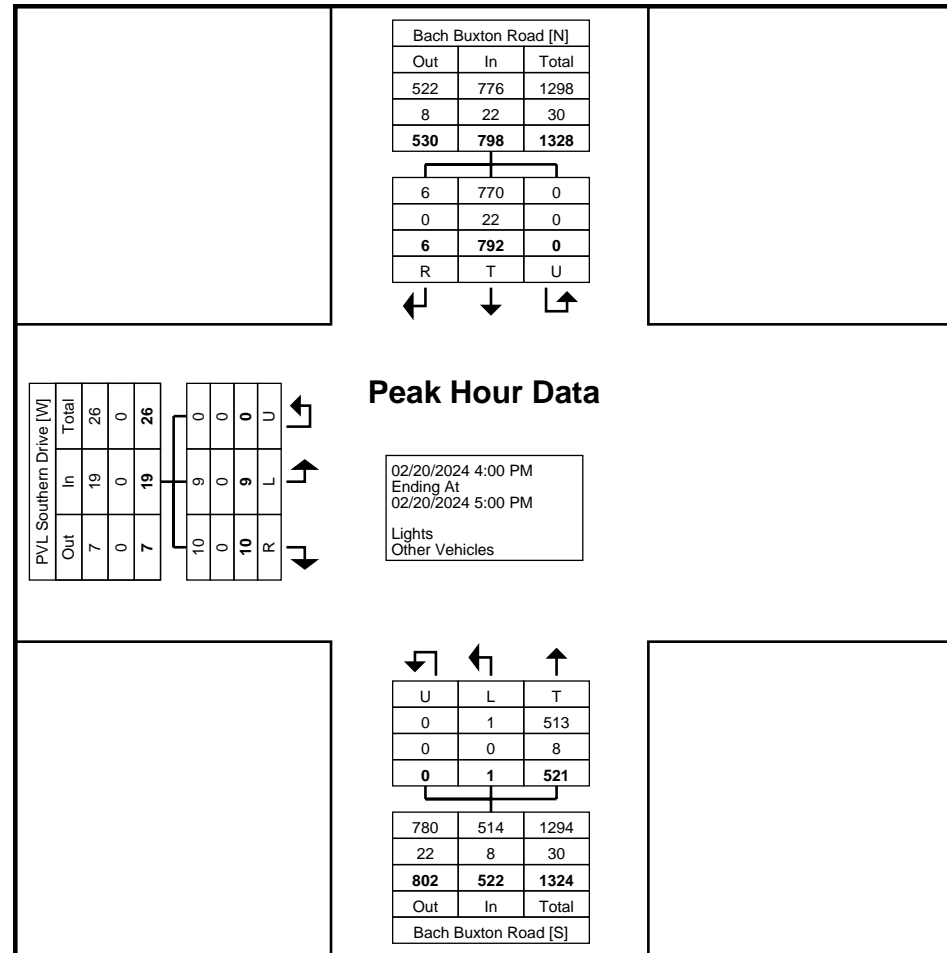 Bach Buxton Road [N]
Out In Total
522 776 1298
8 22 30
530 798 1328
6 770 0
0 22 0
6 792 0
R T U
Peak Hour Data
PVL Southern Drive [W]
Out In Total
7 19 26
0 0 0
7 19 26
10 9 0
0 0 0
10 9 0
R L U
02/20/2024 4:00 PM
Ending At
02/20/2024 5:00 PM
Lights
Other Vehicles
U L T
0 1 513
0 0 8
0 1 521
780 514 1294
22 8 30
802 522 1324
Out In Total
Bach Buxton Road [S]